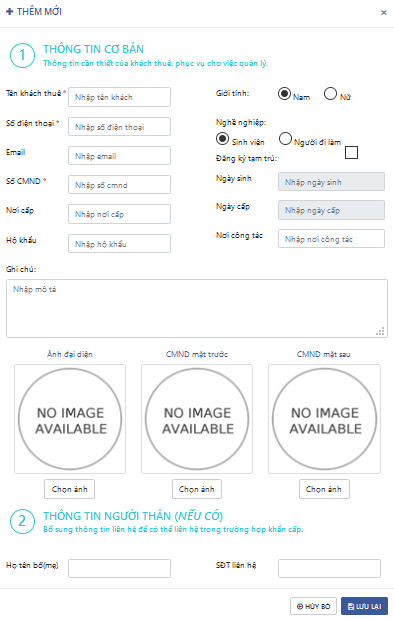 THÊM MỚI ×
1 THÔNG TIN CƠ BẢN
Thông tin cần thiết của khách thuê, phục vụ cho việc quản lý.
Tên khách thuê * Nhập tên khách Giới tính: Nam Nữ
Số điện thoại * Nhập số điện thoại Nghề nghiệp:
Sinh viên Người đi làm
Email Nhập email Đăng ký tạm trú:
Số CMND * Nhập số cmnd Ngày sinh Nhập ngày sinh
Nơi cấp Nhập nơi cấp Ngày cấp Nhập ngày cấp
Hộ khẩu Nhập hộ khẩu Nơi công tác Nhập nơi công tác
Ghi chú:
Nhập mô tả
Ảnh đại diện CMND mặt trước CMND mặt sau
NO IMAGE NO IMAGE NO IMAGE
AVAILABLE AVAILABLE AVAILABLE
Chọn ảnh Chọn ảnh Chọn ảnh
2 THÔNG TIN NGƯỜI THÂN (NẾU CÓ)
Bổ sung thông tin liên hệ để có thể liên hệ trong trường hợp khẩn cấp.
Họ tên bố(mẹ) SĐT liên hệ
HỦY BỎ LƯU LẠI